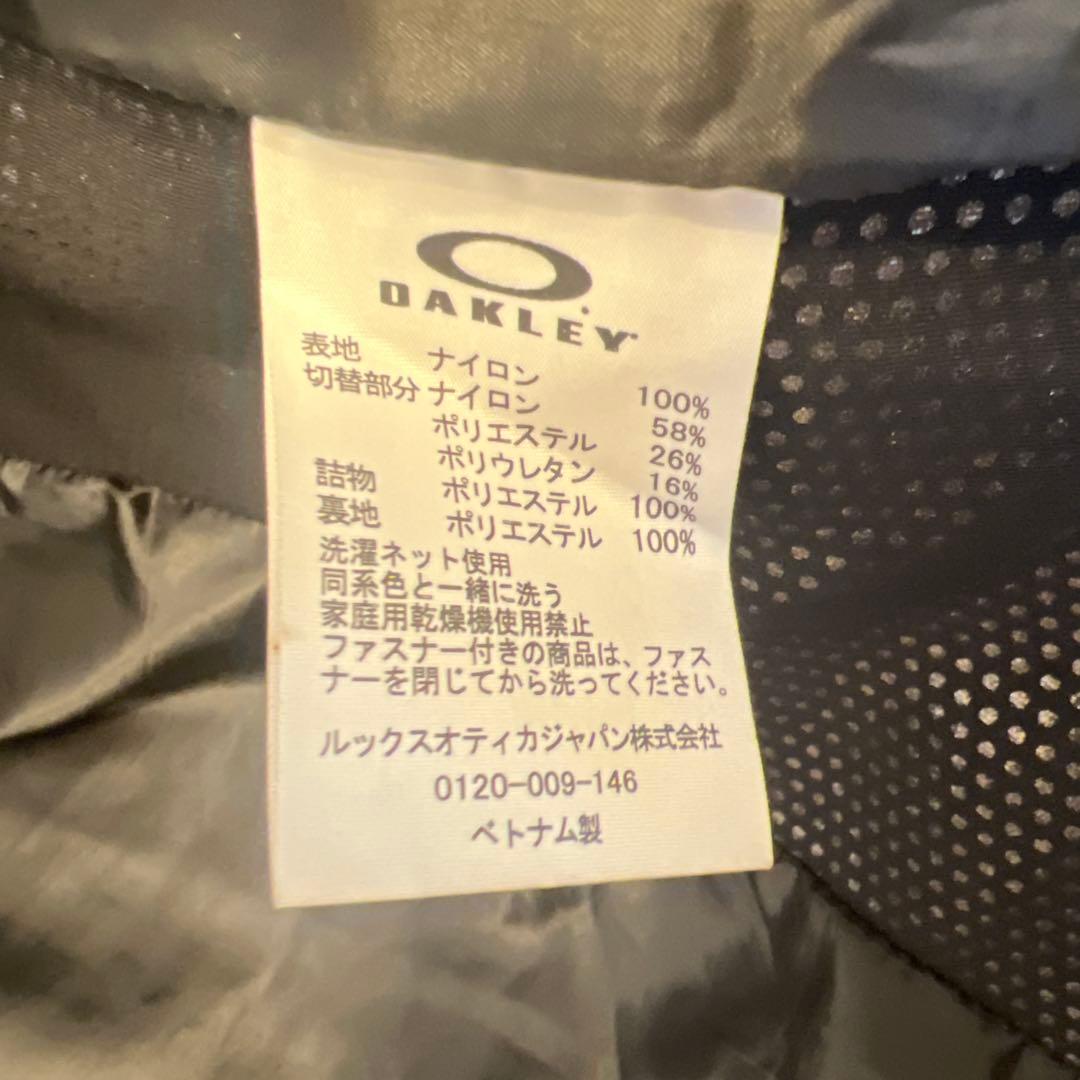 OAKLEY
表地 ナイロン 100%
切替部分 ナイロン 58%
ポリエステル 26%
ポリウレタン 16%
詰物 ポリエステル 100%
裏地 ポリエステル 100%
洗濯ネット使用
同系色と一緒に洗う
家庭用乾燥機使用禁止
ファスナー付きの商品は、ファス
ナーを閉じてから洗ってください。
ルックスオティカジャパン株式会社
0120-009-146
ベトナム製